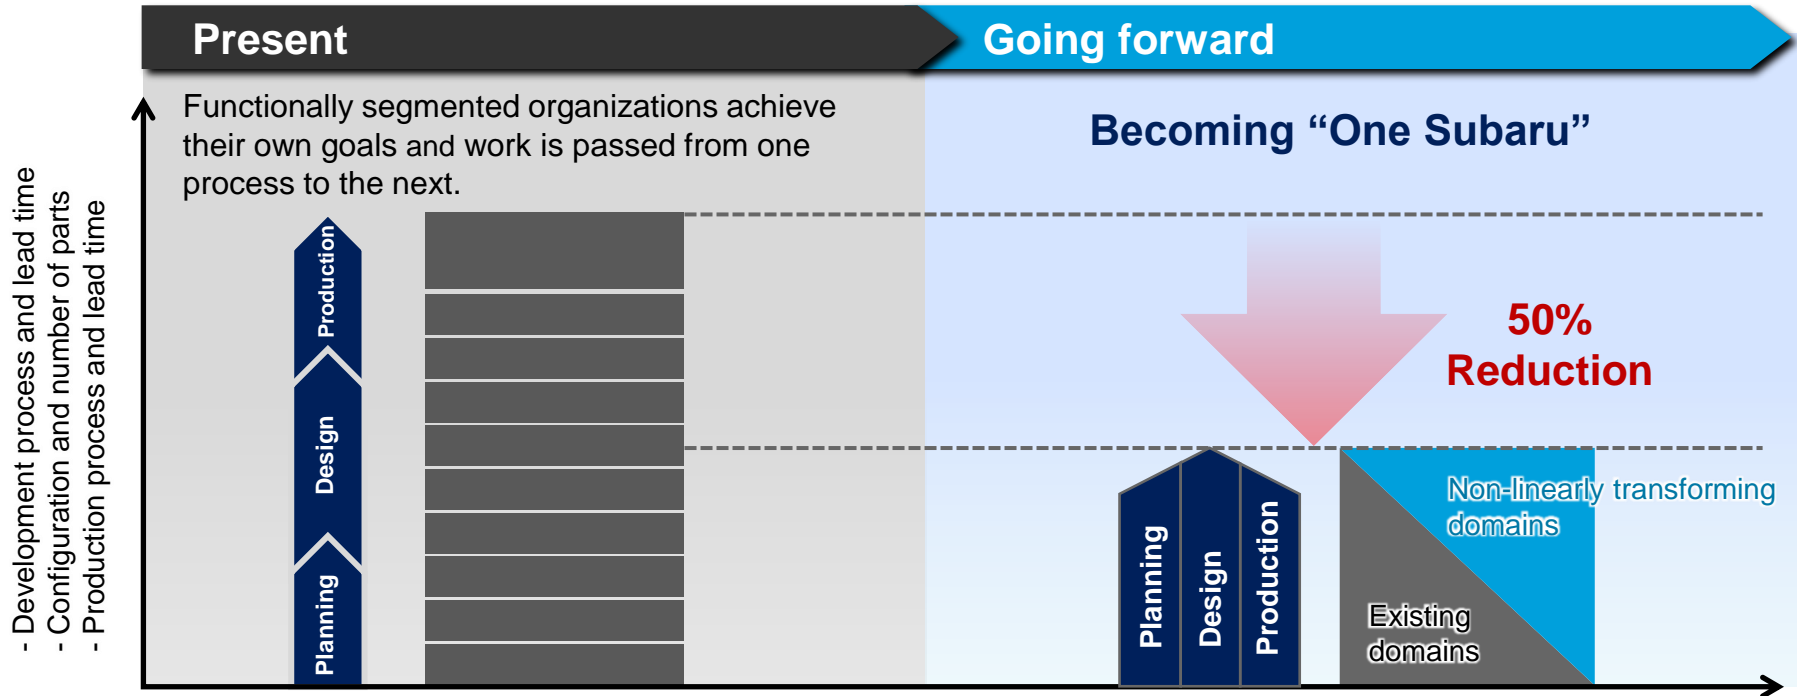 Present
Going forward
Functionally segmented organizations achieve
their own goals and work is passed from one
process to the next.
Becoming “One Subaru”
- Development process and lead time
- Configuration and number of parts
- Production process and lead time
Production
Design
Planning
50%
Reduction
Planning
Design
Production
Non-linearly transforming
domains
Existing
domains